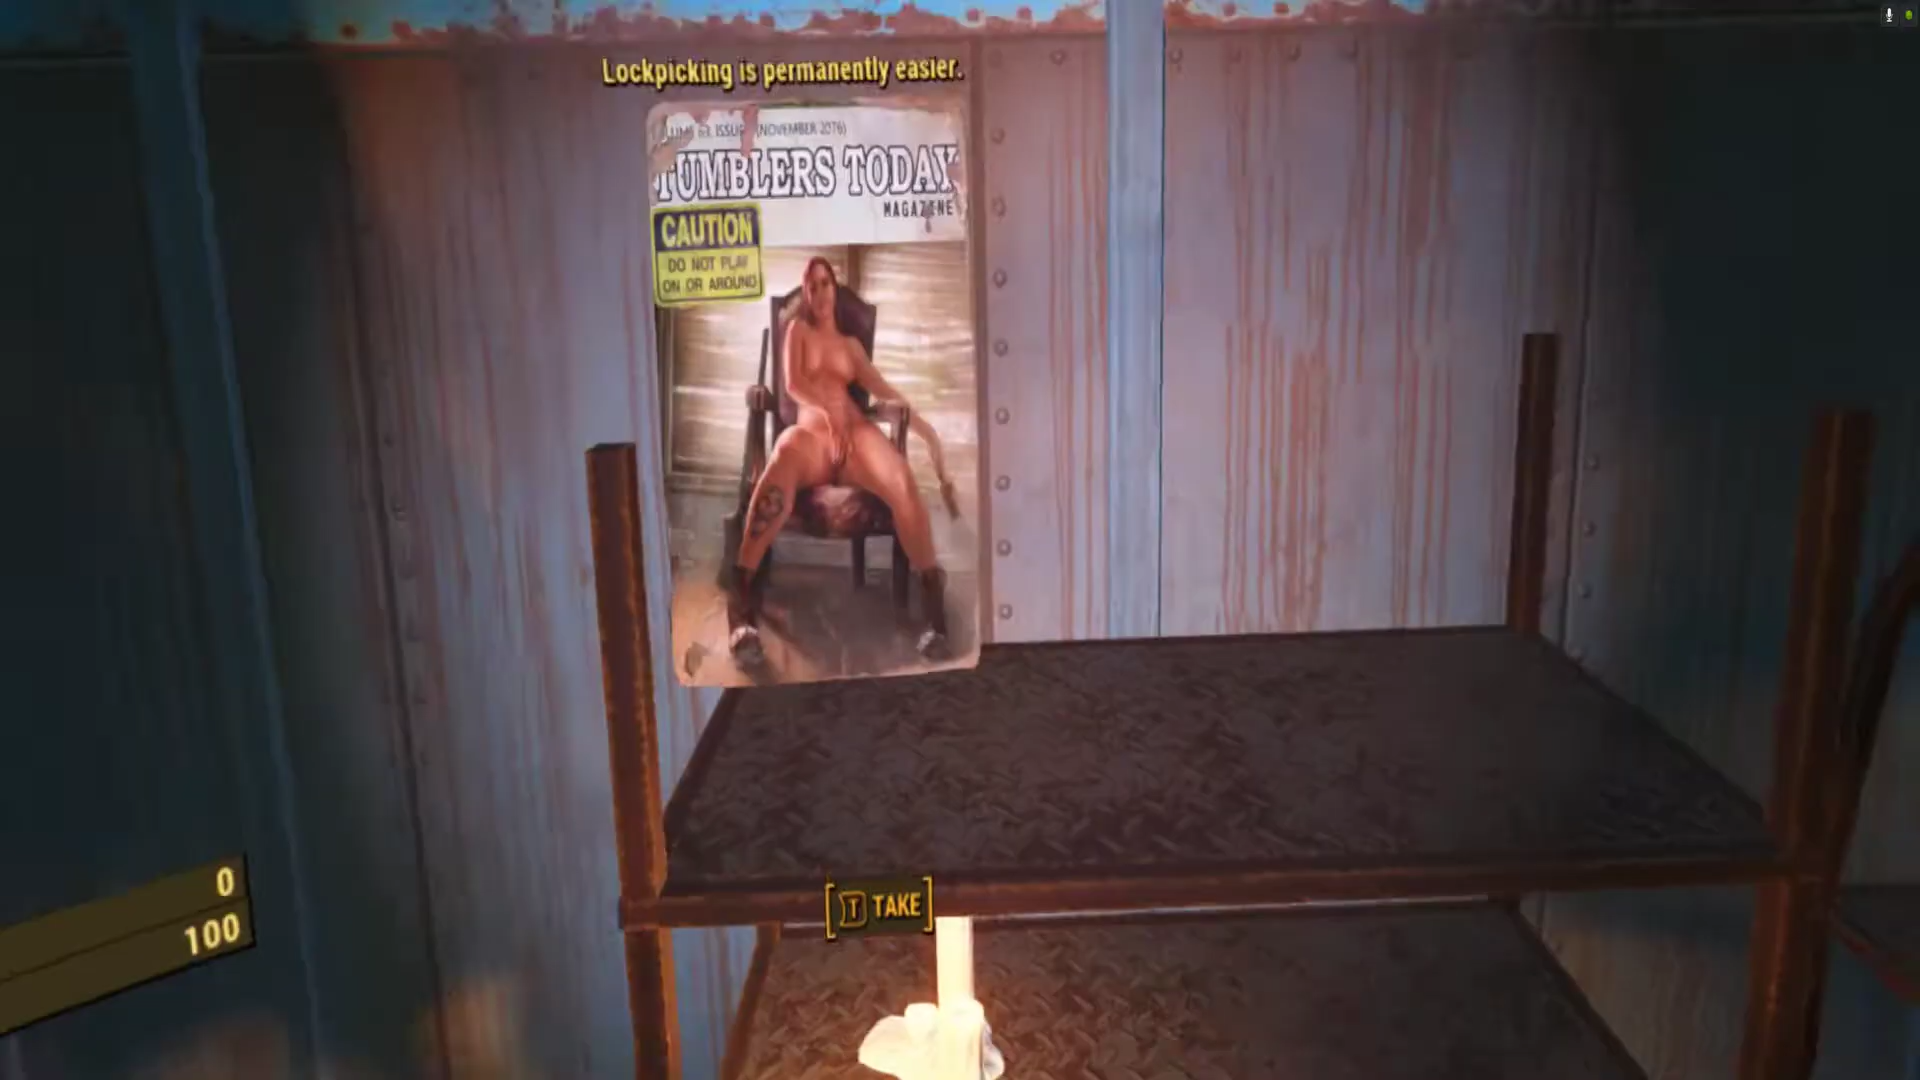 Lockpicking is permanently easier.
(NOVEMBER 2076)
TUMBLERS TODAY
MAGAZINE
CAUTION
DO NOT PLAY
ON OR AROUND
0
100
T TAKE